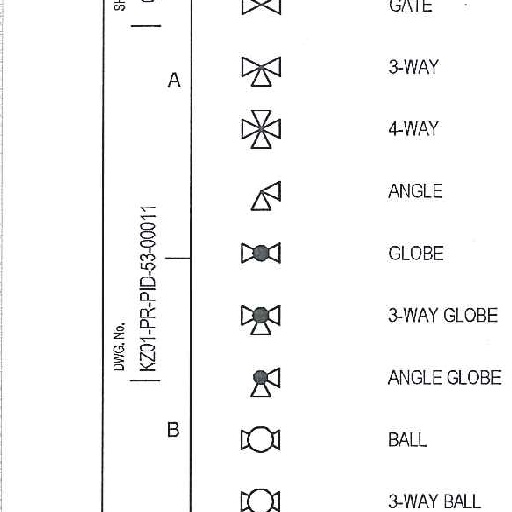 GATE
3-WAY
A
4-WAY
ANGLE
GLOBE
3-WAY GLOBE
ANGLE GLOBE
B
BALL
3-WAY BALL
DWG. No.
KZ01-PR-PID-53-00011
SH